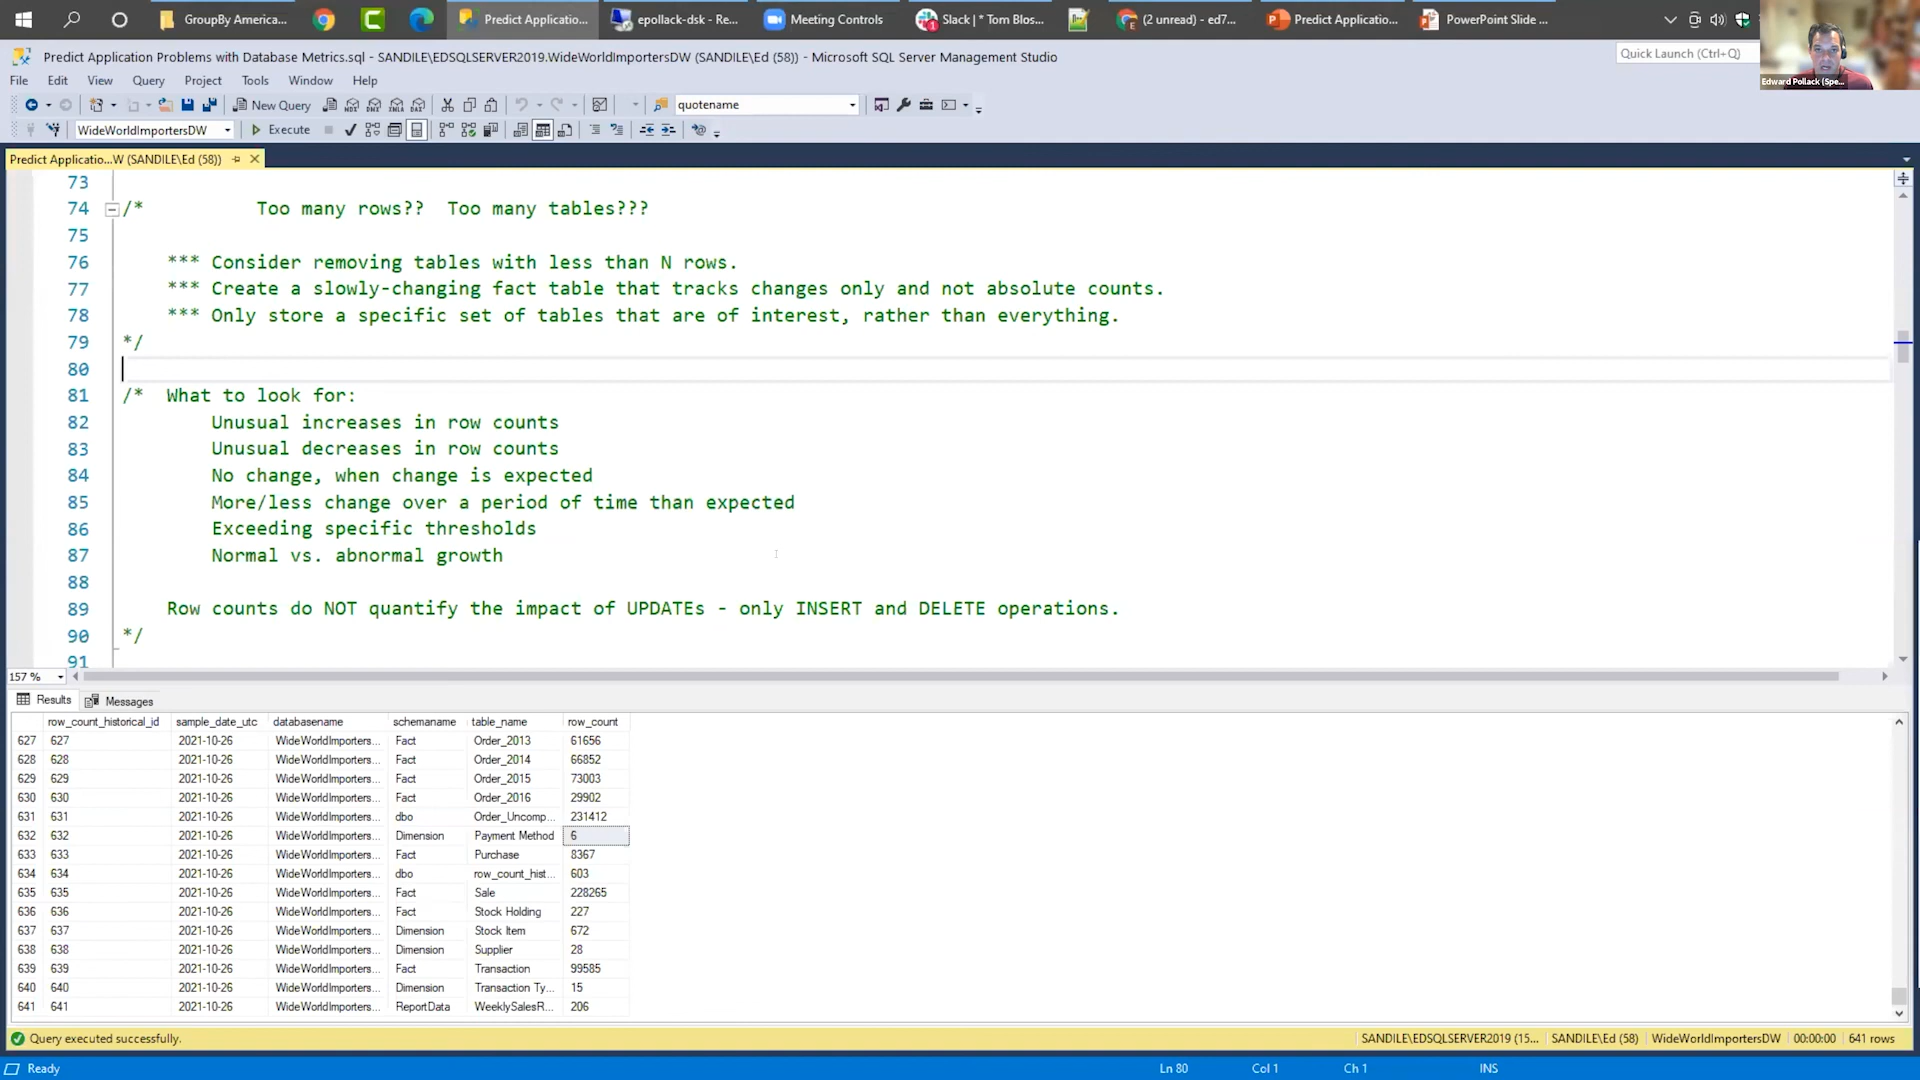 GroupBy America...
Predict Applicatio...
epollack-dsk - Re...
Meeting Controls
Slack | * Tom Blos...
(2 unread) - ed7...
Predict Applicatio...
PowerPoint Slide ...
Predict Application Problems with Database Metrics.sql - SANDILE\EDSQLSERVER2019.WideWorldImportersDW (SANDILE\Ed (58)) - Microsoft SQL Server Management Studio
Quick Launch (Ctrl+Q)
Edward Pollack (Spe...
File Edit View Query Project Tools Window Help
New Query
quotename
WideWorldImportersDW
Execute
Predict Applicatio...W (SANDILE\Ed (58))
73
74 /* Too many rows?? Too many tables???
75
76 *** Consider removing tables with less than N rows.
77 *** Create a slowly-changing fact table that tracks changes only and not absolute counts.
78 *** Only store a specific set of tables that are of interest, rather than everything.
79 */
80
81 /* What to look for:
82 Unusual increases in row counts
83 Unusual decreases in row counts
84 No change, when change is expected
85 More/less change over a period of time than expected
86 Exceeding specific thresholds
87 Normal vs. abnormal growth
88
89 Row counts do NOT quantify the impact of UPDATEs - only INSERT and DELETE operations.
90 */
91
157 %
Results Messages
row_count_historical_id sample_date_utc databasename schemaname table_name row_count
627 627 2021-10-26 WideWorldImporters... Fact Order_2013 61656
628 628 2021-10-26 WideWorldImporters... Fact Order_2014 66852
629 629 2021-10-26 WideWorldImporters... Fact Order_2015 73003
630 630 2021-10-26 WideWorldImporters... Fact Order_2016 29902
631 631 2021-10-26 WideWorldImporters... dbo Order_Uncomp... 231412
632 632 2021-10-26 WideWorldImporters... Dimension Payment Method 6
633 633 2021-10-26 WideWorldImporters... Fact Purchase 8367
634 634 2021-10-26 WideWorldImporters... dbo row_count_hist... 603
635 635 2021-10-26 WideWorldImporters... Fact Sale 228265
636 636 2021-10-26 WideWorldImporters... Fact Stock Holding 227
637 637 2021-10-26 WideWorldImporters... Dimension Stock Item 672
638 638 2021-10-26 WideWorldImporters... Dimension Supplier 28
639 639 2021-10-26 WideWorldImporters... Fact Transaction 99585
640 640 2021-10-26 WideWorldImporters... Dimension Transaction Ty... 15
641 641 2021-10-26 WideWorldImporters... ReportData WeeklySalesR... 206
Query executed successfully.
SANDILE\EDSQLSERVER2019 (15... SANDILE\Ed (58) WideWorldImportersDW 00:00:00 641 rows
Ready
Ln 80 Col 1 Ch 1 INS